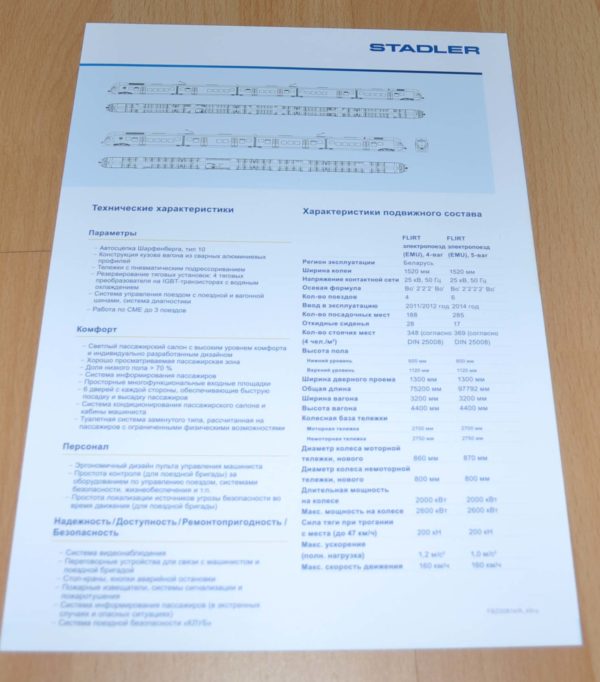 STADLER
Технические характеристики
Параметры
– Автосцепка Шарфенберга, тип 10
– Конструкция кузова вагона из сварных алюминиевых
профилей
– Тележки с пневматическим подрессориванием
– Резервирование тяговых установок: 4 тяговых
преобразователя на IGBT-транзисторах с водяным
охлаждением
– Система управления поездом с поездной и вагонной
шинами, система диагностики
– Работа по СМЕ до 3 поездов
Комфорт
– Светлый пассажирский салон с высоким уровнем комфорта
и индивидуально разработанным дизайном
– Хорошо просматриваемая пассажирская зона
– Доля низкого пола > 70 %
– Система информирования пассажиров
– Просторные многофункциональные входные площадки
– 6 дверей с каждой стороны, обеспечивающие быструю
посадку и высадку пассажиров
– Система кондиционирования пассажирского салона и
кабины машиниста
– Туалетная система замкнутого типа, рассчитанная на
пассажиров с ограниченными физическими возможностями
Персонал
– Эргономичный дизайн пульта управления машиниста
– Простота контроля (для поездной бригады) за
оборудованием по управлению поездом, системами
безопасности, жизнеобеспечения и т.п.
– Простота локализации источников угрозы безопасности во
время движения (для поездной бригады)
Надежность / Доступность / Ремонтопригодность /
Безопасность
– Система видеонаблюдения
– Переговорные устройства для связи с машинистом и
поездной бригадой
– Стоп-краны, кнопки аварийной остановки
– Пожарные извещатели, системы сигнализации и
пожаротушения
– Система информирования пассажиров (в экстренных
случаях и опасных ситуациях)
– Система поездной безопасности «КЛУБ»
Характеристики подвижного состава
FLIRT FLIRT
электропоезд электропоезд
(EMU), 4-ваг (EMU), 5-ваг
Регион эксплуатации Беларусь
Ширина колеи 1520 мм 1520 мм
Напряжение контактной сети 25 кВ, 50 Гц 25 кВ, 50 Гц
Осевая формула Bo' 2'2'2' Bo' Bo' 2'2'2'2' Bo'
Кол-во поездов 4 6
Ввод в эксплуатацию 2011/2012 год 2014 год
Кол-во посадочных мест 188 285
Откидные сиденья 28 17
Кол-во стоячих мест 348 (согласно 369 (согласно
(4 чел./м²) DIN 25008) DIN 25008)
Высота пола
Нижний уровень 600 мм 600 мм
Верхний уровень 1120 мм 1120 мм
Ширина дверного проема 1350 мм 1300 мм
Общая длина 75200 мм 97792 мм
Ширина вагона 3200 мм 3200 мм
Высота вагона 4400 мм 4400 мм
Колесная база тележки
Моторная тележка 2700 мм 2700 мм
Немоторная тележка 2750 мм 2750 мм
Диаметр колеса моторной
тележки, нового 860 мм 870 мм
Диаметр колеса немоторной
тележки, нового 800 мм 800 мм
Длительная мощность
на колесе 2000 кВт 2000 кВт
Макс. мощность на колесе 2600 кВт 2600 кВт
Сила тяги при трогании
с места (до 47 км/ч) 200 кН 200 кН
Макс. ускорение
(полн. нагрузка) 1,2 м/с² 1,0 м/с²
Макс. скорость движения 160 км/ч 160 км/ч